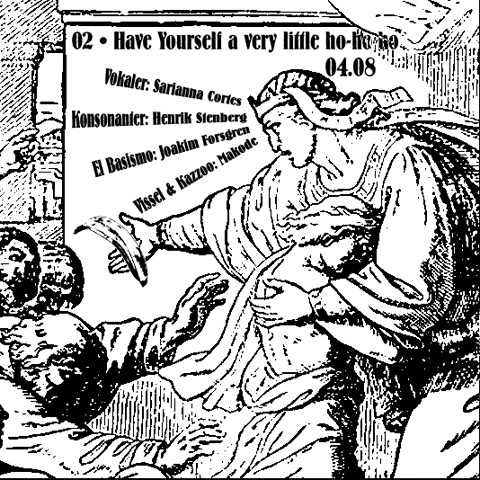 02 • Have Yourself a very little ho-ho-ho
04.08
Vokaler: Sarianna Cortes
Konsonanter: Henrik Stenberg
El Basismo: Joakim Forsgren
Vissel & Kazzoo: Makode